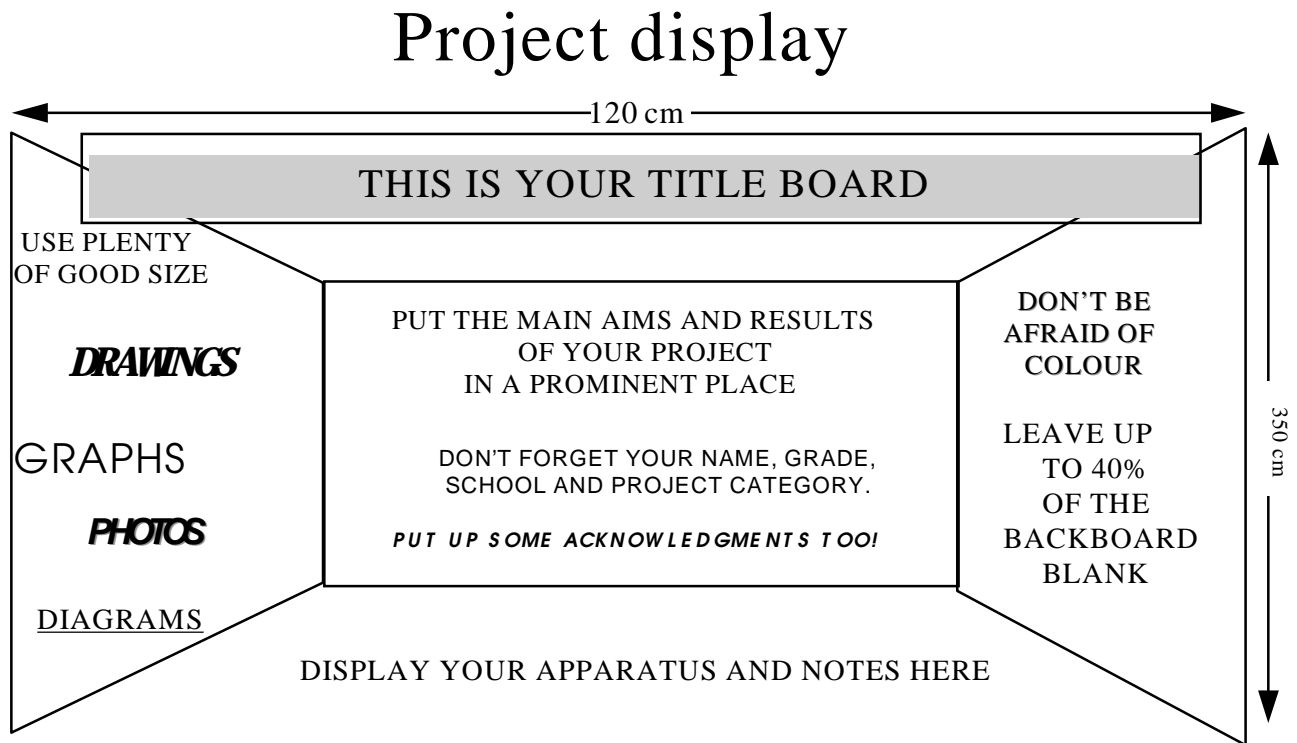 Project display
120 cm
THIS IS YOUR TITLE BOARD
USE PLENTY
OF GOOD SIZE
DRAWINGS
GRAPHS
PHOTOS
DIAGRAMS
PUT THE MAIN AIMS AND RESULTS
OF YOUR PROJECT
IN A PROMINENT PLACE
DON'T FORGET YOUR NAME, GRADE,
SCHOOL AND PROJECT CATEGORY.
PUT UP SOME ACKNOWLEDGMENTS TOO!
DON’T BE
AFRAID OF
COLOUR
LEAVE UP
TO 40%
OF THE
BACKBOARD
BLANK
350 cm
DISPLAY YOUR APPARATUS AND NOTES HERE